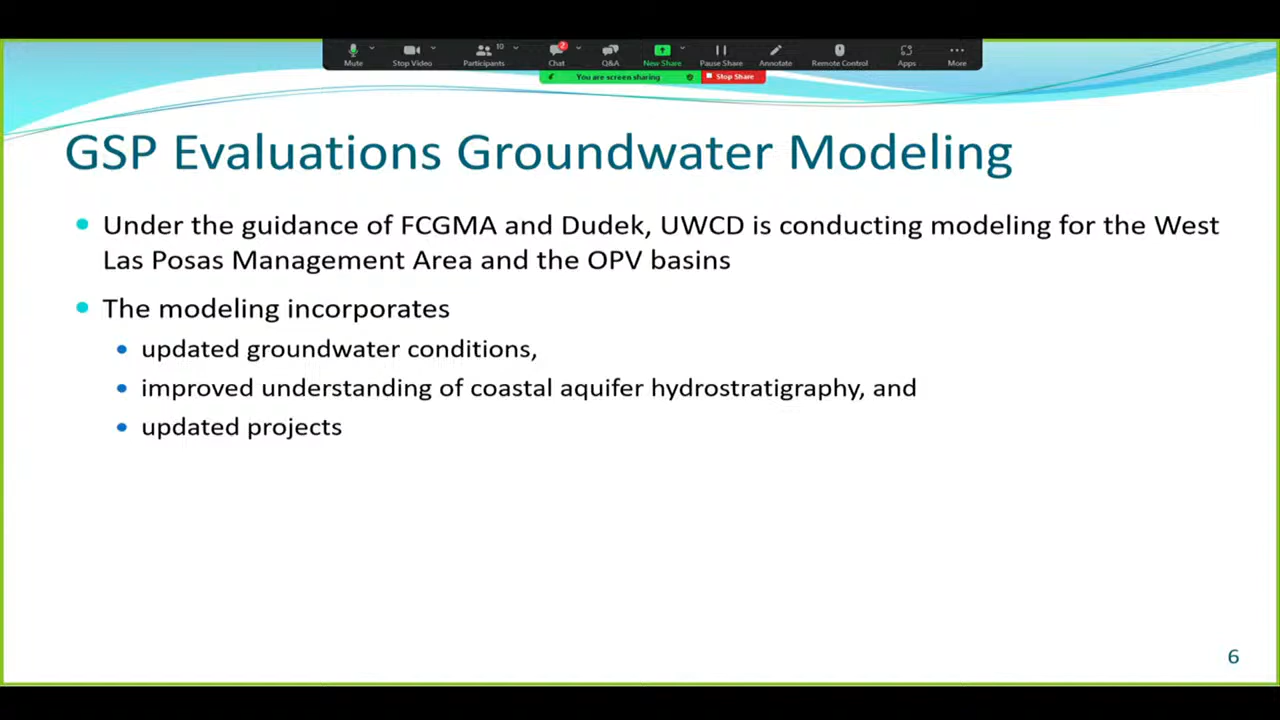 10
2
Mute
Stop Video
Participants
Chat
Q&A
New Share
Pause Share
Annotate
Remote Control
Apps
More
You are screen sharing
Stop Share
GSP Evaluations Groundwater Modeling
Under the guidance of FCGMA and Dudek, UWCD is conducting modeling for the West
Las Posas Management Area and the OPV basins
The modeling incorporates
updated groundwater conditions,
improved understanding of coastal aquifer hydrostratigraphy, and
updated projects
6